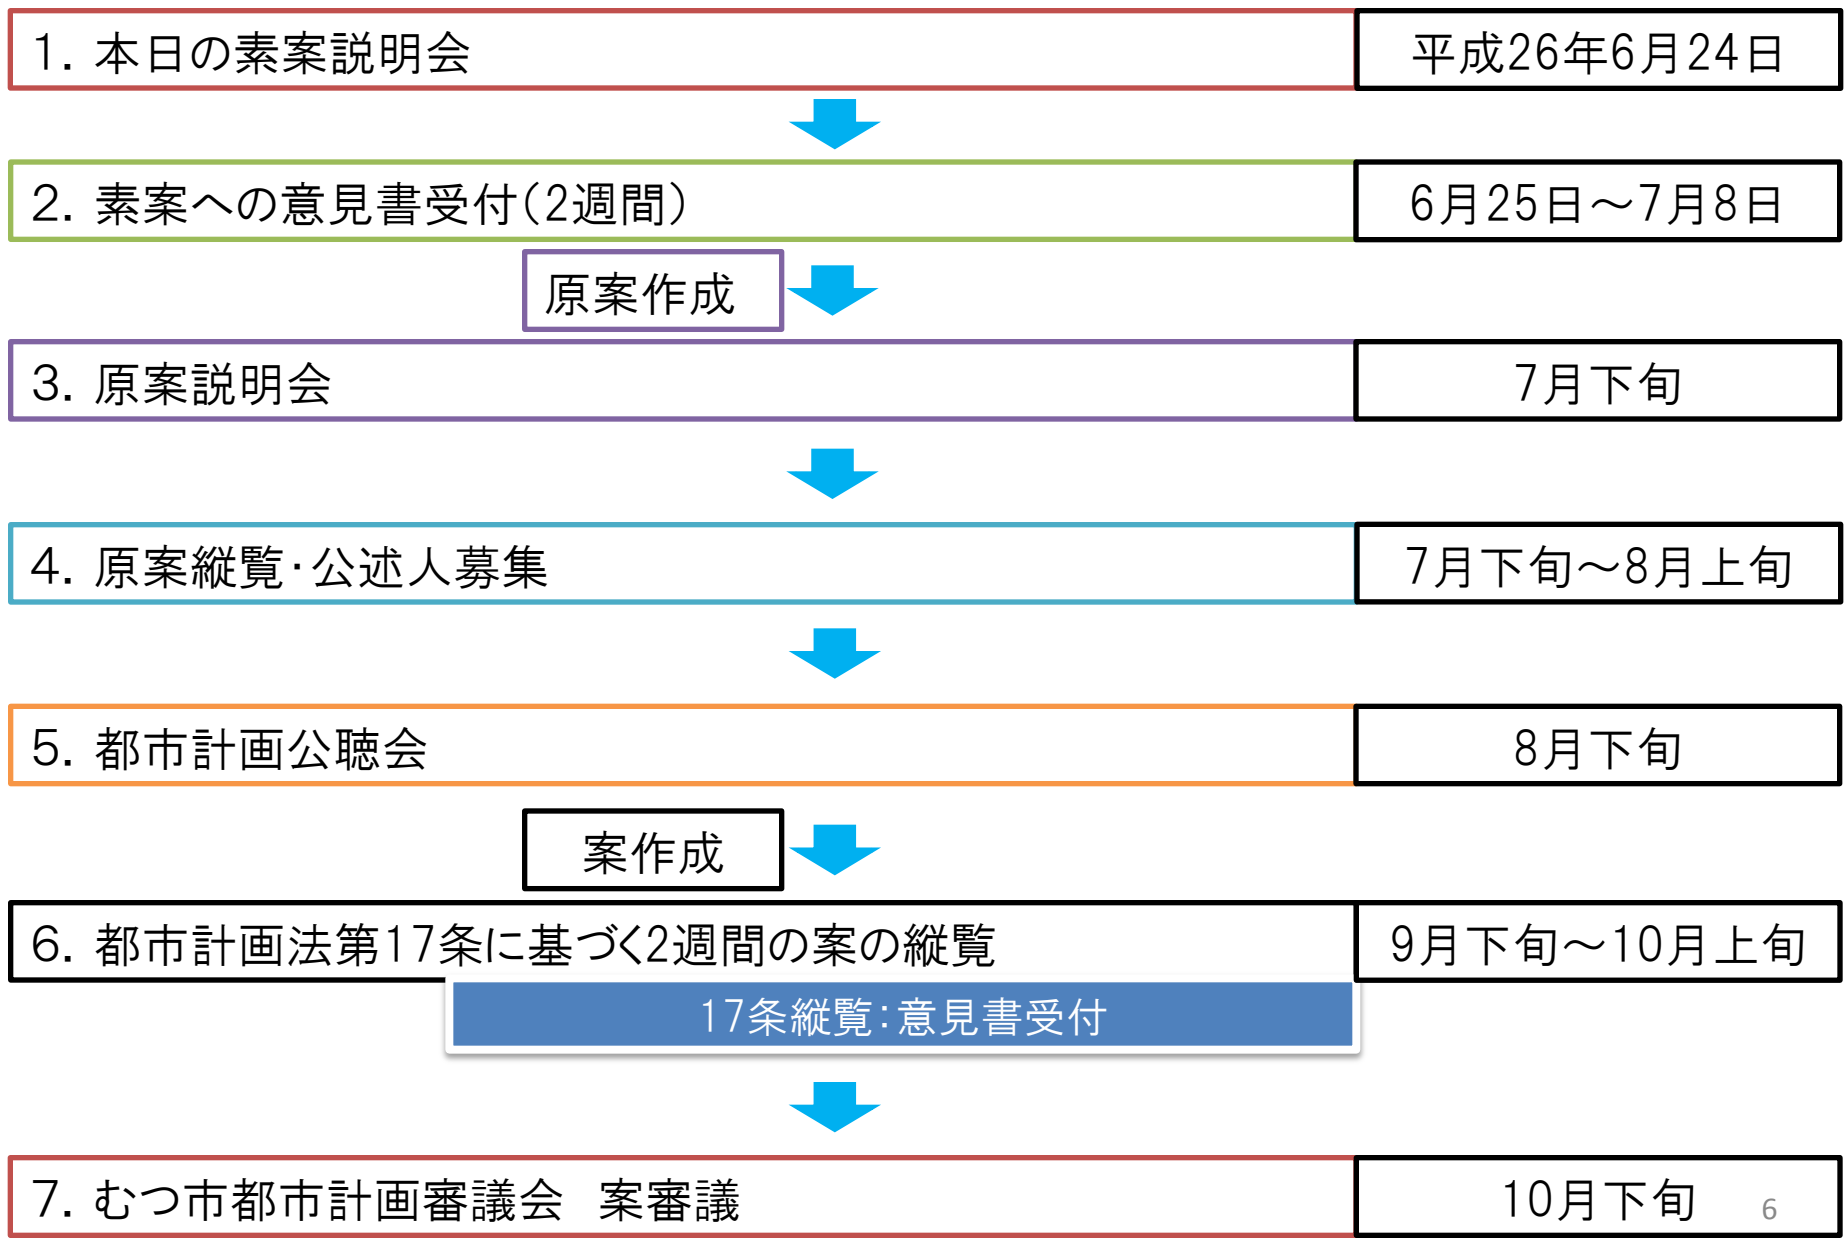 1. 本日の素案説明会
平成26年6月24日
2. 素案への意見書受付(2週間)
6月25日~7月8日
原案作成
3. 原案説明会
7月下旬
4. 原案縦覧・公述人募集
7月下旬~8月上旬
5. 都市計画公聴会
8月下旬
案作成
6. 都市計画法第17条に基づく2週間の案の縦覧
9月下旬~10月上旬
17条縦覧:意見書受付
7. むつ市都市計画審議会 案審議
10月下旬
6